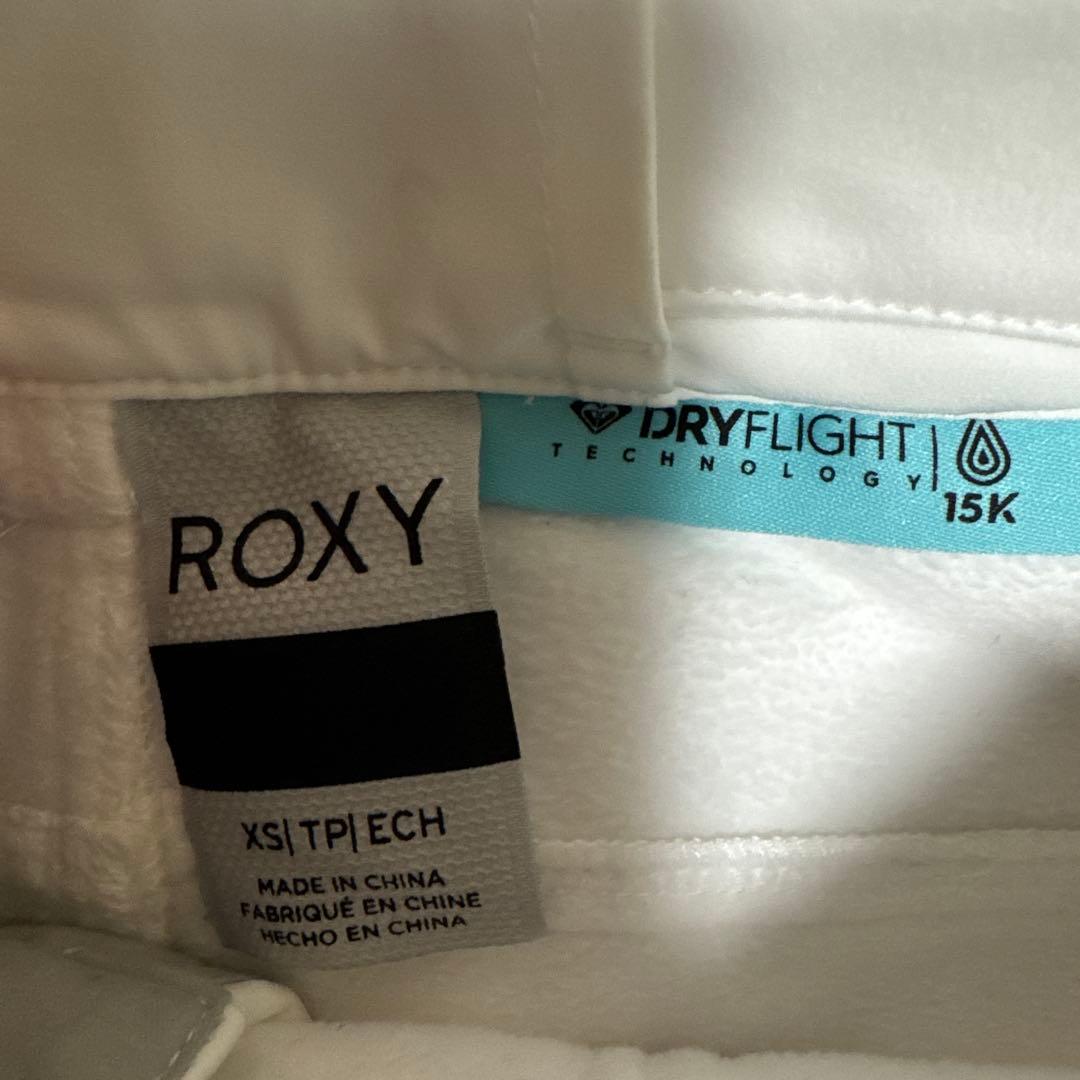 ROXY
XS|TP|ECH
MADE IN CHINA
FABRIQUÉ EN CHINE
HECHO EN CHINA
DRYFLIGHT
TECHNOLOGY
15K